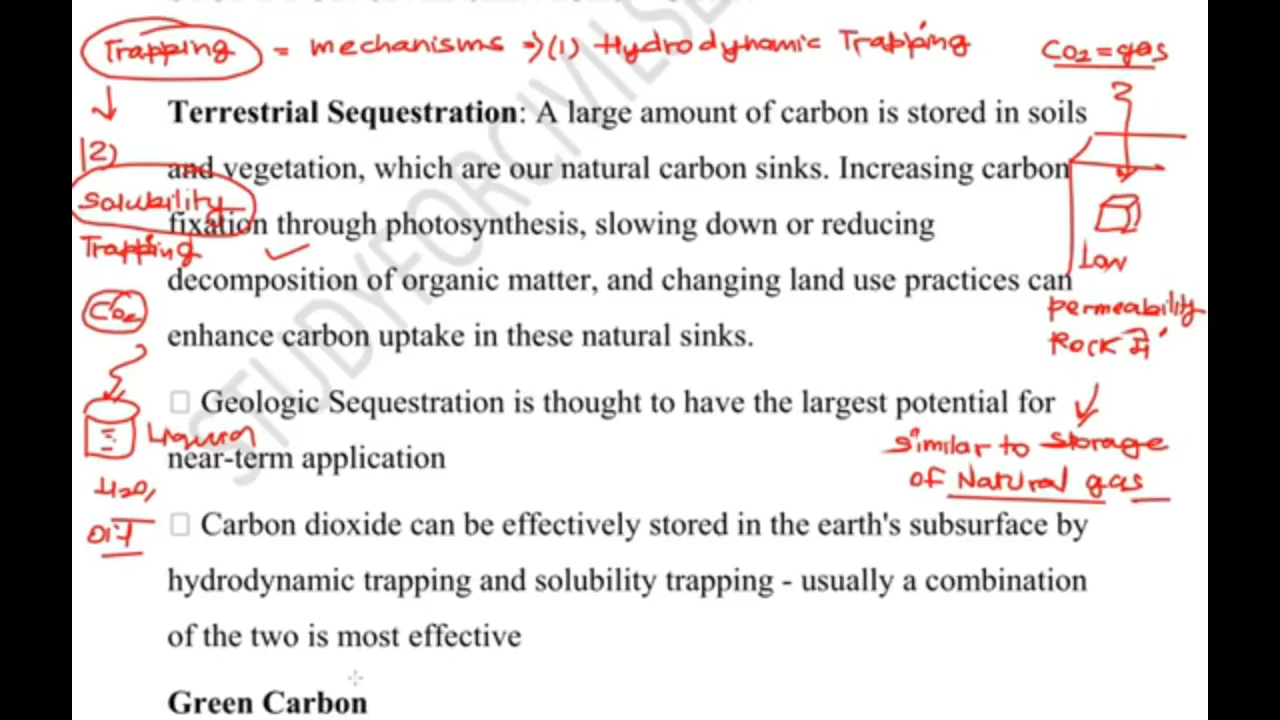 Trapping = mechanisms => (1) Hydrodynamic Trapping
CO2 = gas
Terrestrial Sequestration: A large amount of carbon is stored in soils
and vegetation, which are our natural carbon sinks. Increasing carbon
fixation through photosynthesis, slowing down or reducing
decomposition of organic matter, and changing land use practices can
enhance carbon uptake in these natural sinks.
(2)
Solubility
Trapping
CO2
Liquid
H2O,
Oil
Low
permeability
Rock में
Similar to Storage
of Natural gas
Geologic Sequestration is thought to have the largest potential for
near-term application
Carbon dioxide can be effectively stored in the earth's subsurface by
hydrodynamic trapping and solubility trapping - usually a combination
of the two is most effective
Green Carbon